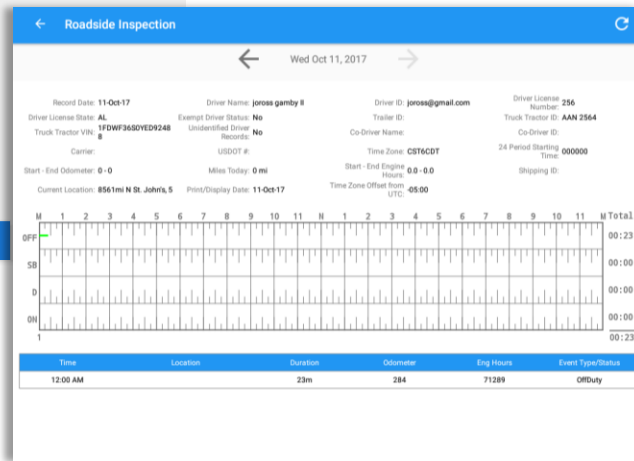 Roadside Inspection
Wed Oct 11, 2017
Record Date: 11-Oct-17 Driver Name: joross gamby II Driver ID: joross@gmail.com Driver License Number: 256
Driver License State: AL Exempt Driver Status: No Trailer ID: Truck Tractor ID: AAN 2564
Truck Tractor VIN: 1FDWF36S0YED92488 Unidentified Driver Records: No Co-Driver Name: Co-Driver ID:
Carrier: USDOT #: Time Zone: CST6CDT 24 Period Starting Time: 000000
Start - End Odometer: 0 - 0 Miles Today: 0 mi Start - End Engine Hours: 0.0 - 0.0 Shipping ID:
Current Location: 8561mi N St. John's, 5 Print/Display Date: 11-Oct-17 Time Zone Offset from UTC: -05:00
M 1 2 3 4 5 6 7 8 9 10 11 N 1 2 3 4 5 6 7 8 9 10 11 M Total
OFF 00:23
SB 00:00
D 00:00
ON 00:00
1 00:23
Time Location Duration Odometer Eng Hours Event Type/Status
12:00 AM 23m 284 71289 OffDuty